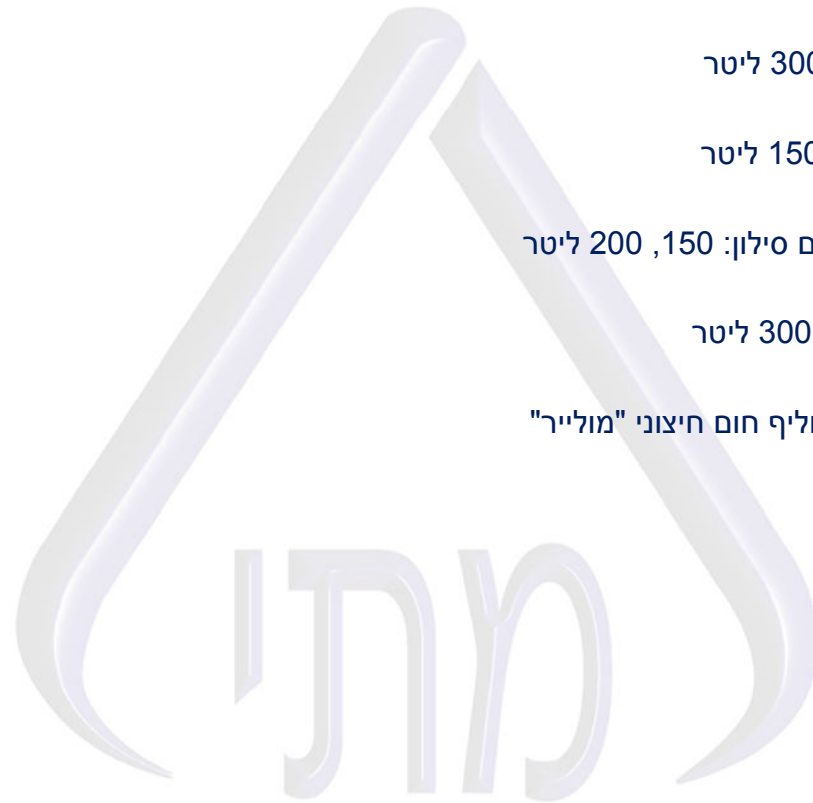 300 ליטר
150 ליטר
סילון: 150, 200 ליטר
300 ליטר
חום חיצוני "מולייר"
מתי